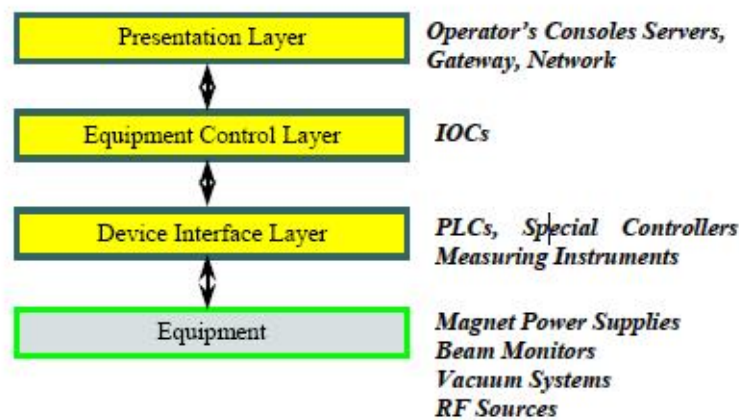 Presentation Layer
Operator's Consoles Servers,
Gateway, Network
Equipment Control Layer
IOCs
Device Interface Layer
PLCs, Special Controllers
Measuring Instruments
Equipment
Magnet Power Supplies
Beam Monitors
Vacuum Systems
RF Sources